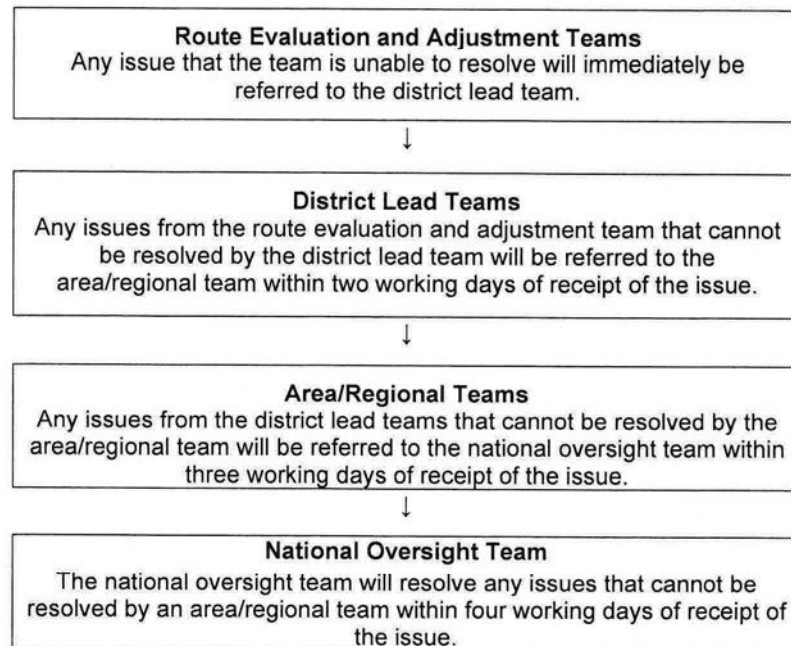 Route Evaluation and Adjustment Teams
Any issue that the team is unable to resolve will immediately be
referred to the district lead team.
↓
District Lead Teams
Any issues from the route evaluation and adjustment team that cannot
be resolved by the district lead team will be referred to the
area/regional team within two working days of receipt of the issue.
↓
Area/Regional Teams
Any issues from the district lead teams that cannot be resolved by the
area/regional team will be referred to the national oversight team within
three working days of receipt of the issue.
↓
National Oversight Team
The national oversight team will resolve any issues that cannot be
resolved by an area/regional team within four working days of receipt of
the issue.